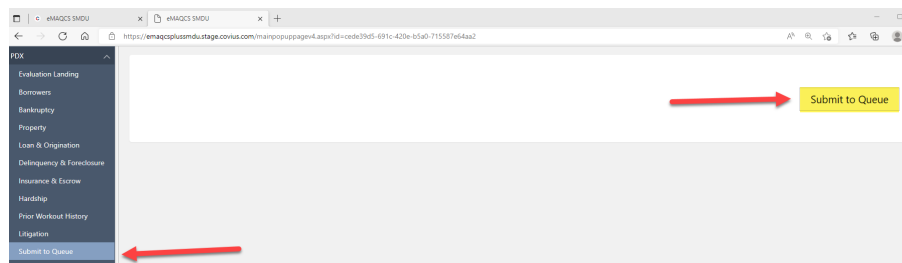 eMAQCS SMDU
eMAQCS SMDU
https://emaqcsplussmdu.stage.covius.com/mainpopuppagev4.aspx?id=cede39d5-691c-420e-b5a0-715587e64aa2
PDX
Evaluation Landing
Borrowers
Bankruptcy
Property
Loan & Origination
Delinquency & Foreclosure
Insurance & Escrow
Hardship
Prior Workout History
Litigation
Submit to Queue
Submit to Queue